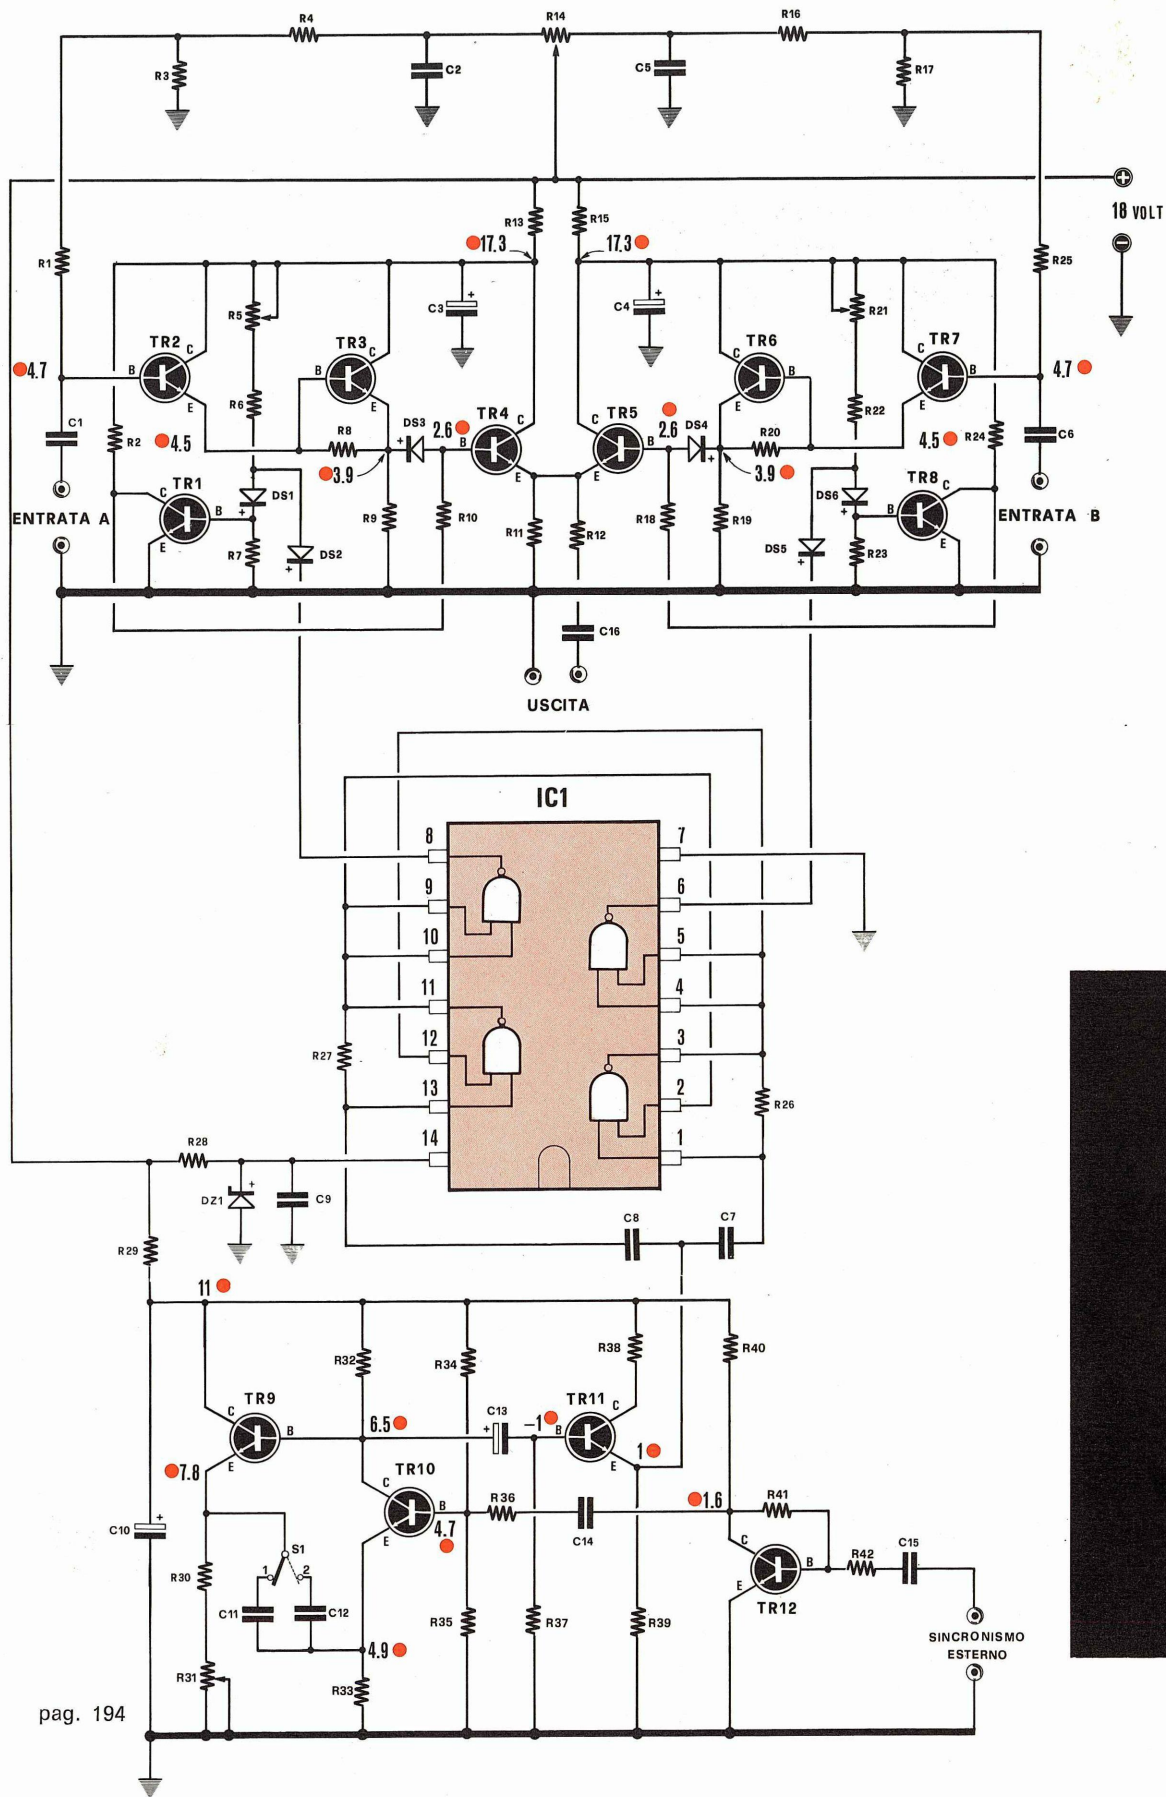 R4
R14
R16
R3
C2
C5
R17
18 VOLT
R13
R15
17.3
17.3
R1
R25
C3
C4
R5
R21
TR2
TR3
TR6
TR7
C
C
C
C
B
B
B
B
E
E
E
E
4.7
4.7
R6
R22
C1
R2
R8
DS3
2.6
TR4
TR5
2.6
DS4
R20
R24
C6
4.5
4.5
3.9
3.9
C
B
E
C
B
E
TR1
DS1
TR8
DS6
C
B
E
C
B
E
ENTRATA A
ENTRATA B
R7
DS2
R9
R10
R11
R12
R18
R19
DS5
R23
C16
USCITA
IC1
8
7
9
6
10
5
11
4
12
3
13
2
14
1
R27
R26
R28
DZ1
C9
C8
C7
R29
11
R32
R34
R38
R40
TR9
C
B
E
6.5
C13
–1
TR11
C
B
E
1
7.8
TR10
C
B
E
4.7
R36
C14
1.6
R41
C10
S1
1
2
C
B
E
TR12
R42
C15
R30
C11
C12
R35
R37
R39
SINCRONISMO
ESTERNO
4.9
R31
R33
pag. 194